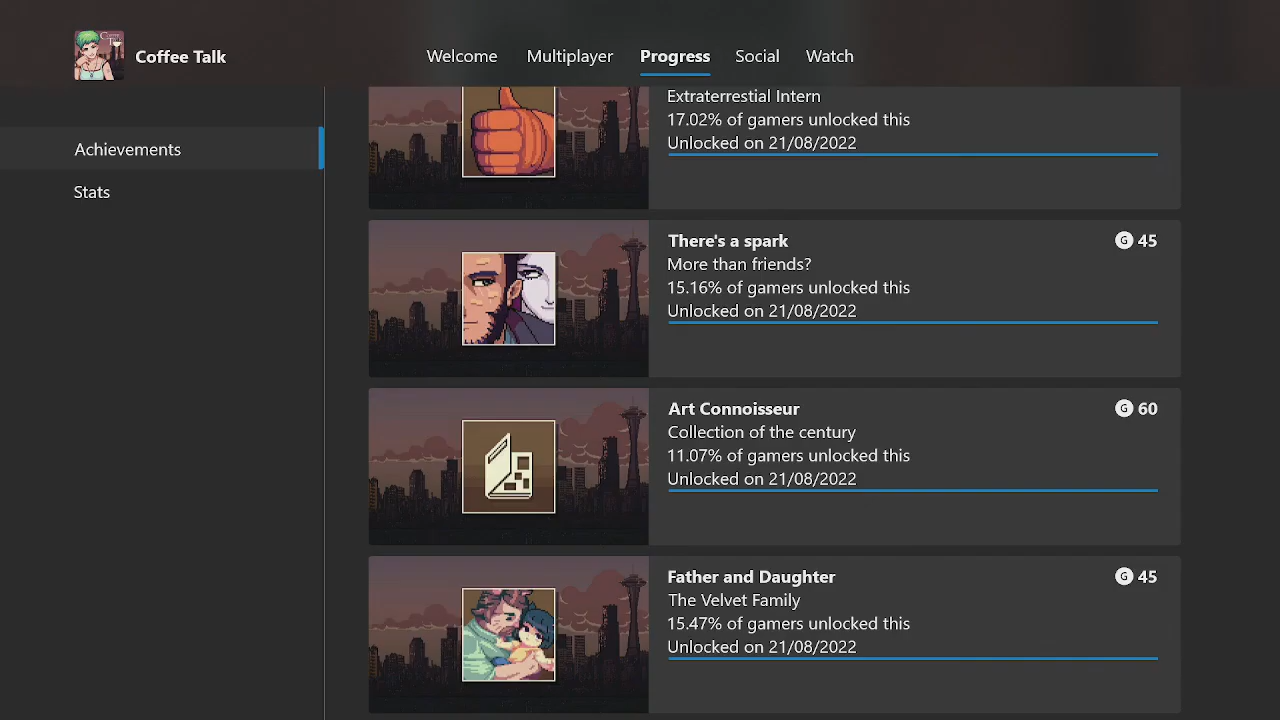 Coffee Talk
Welcome
Multiplayer
Progress
Social
Watch
Achievements
Stats
Extraterrestial Intern
17.02% of gamers unlocked this
Unlocked on 21/08/2022
There's a spark
G 45
More than friends?
15.16% of gamers unlocked this
Unlocked on 21/08/2022
Art Connoisseur
G 60
Collection of the century
11.07% of gamers unlocked this
Unlocked on 21/08/2022
Father and Daughter
G 45
The Velvet Family
15.47% of gamers unlocked this
Unlocked on 21/08/2022